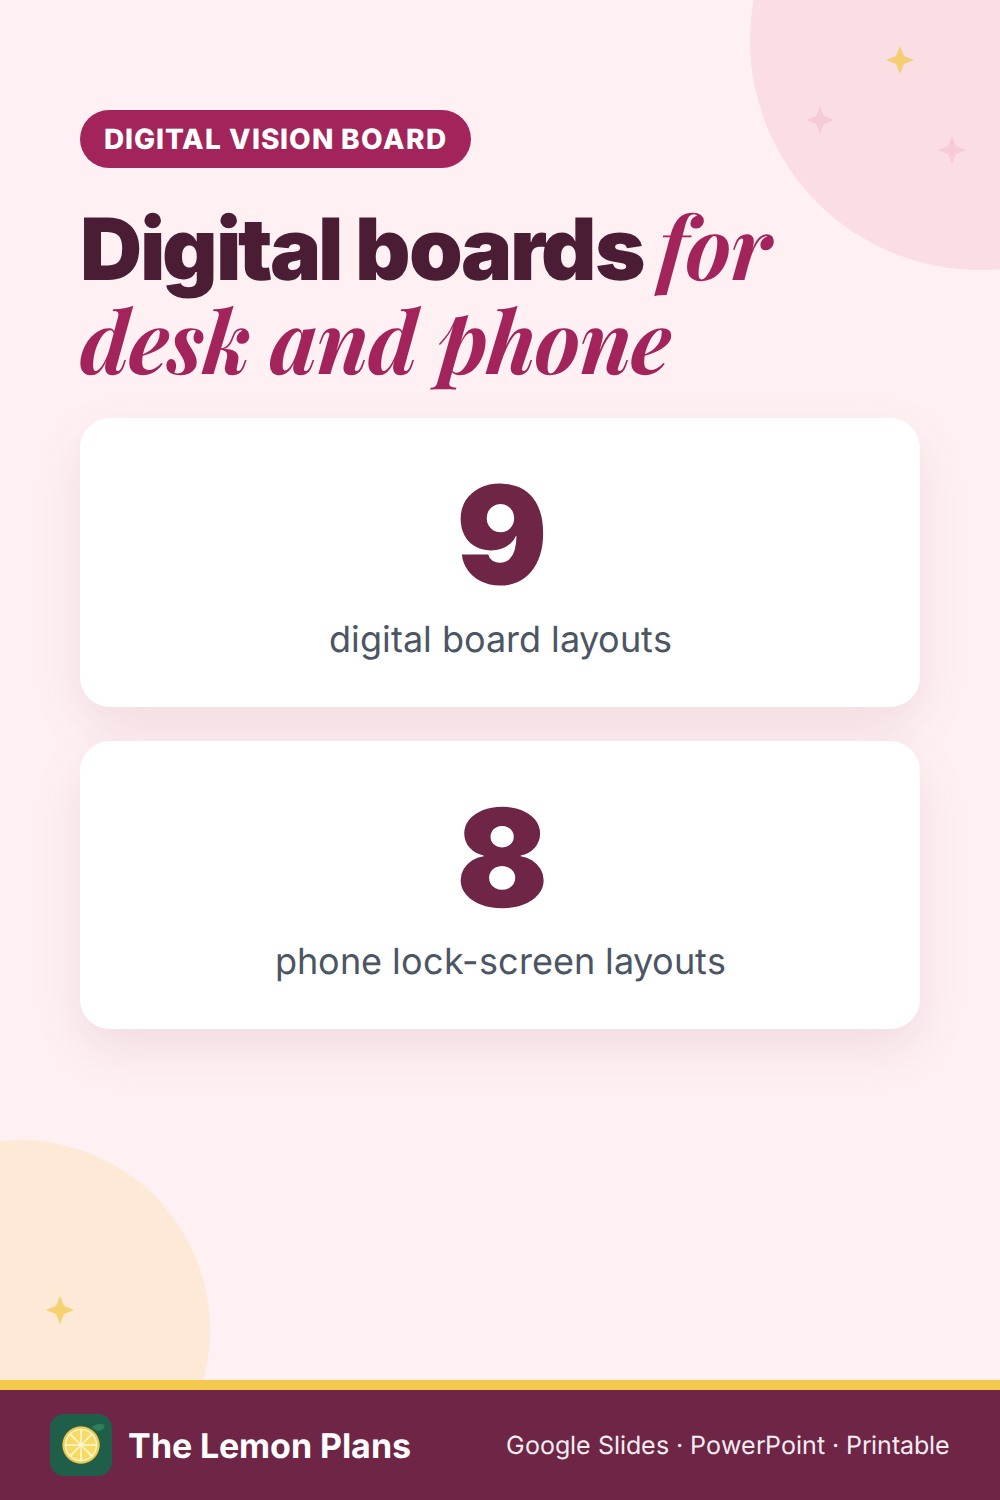 DIGITAL VISION BOARD
Digital boards for
desk and phone
9
digital board layouts
8
phone lock-screen layouts
The Lemon Plans
Google Slides · PowerPoint · Printable